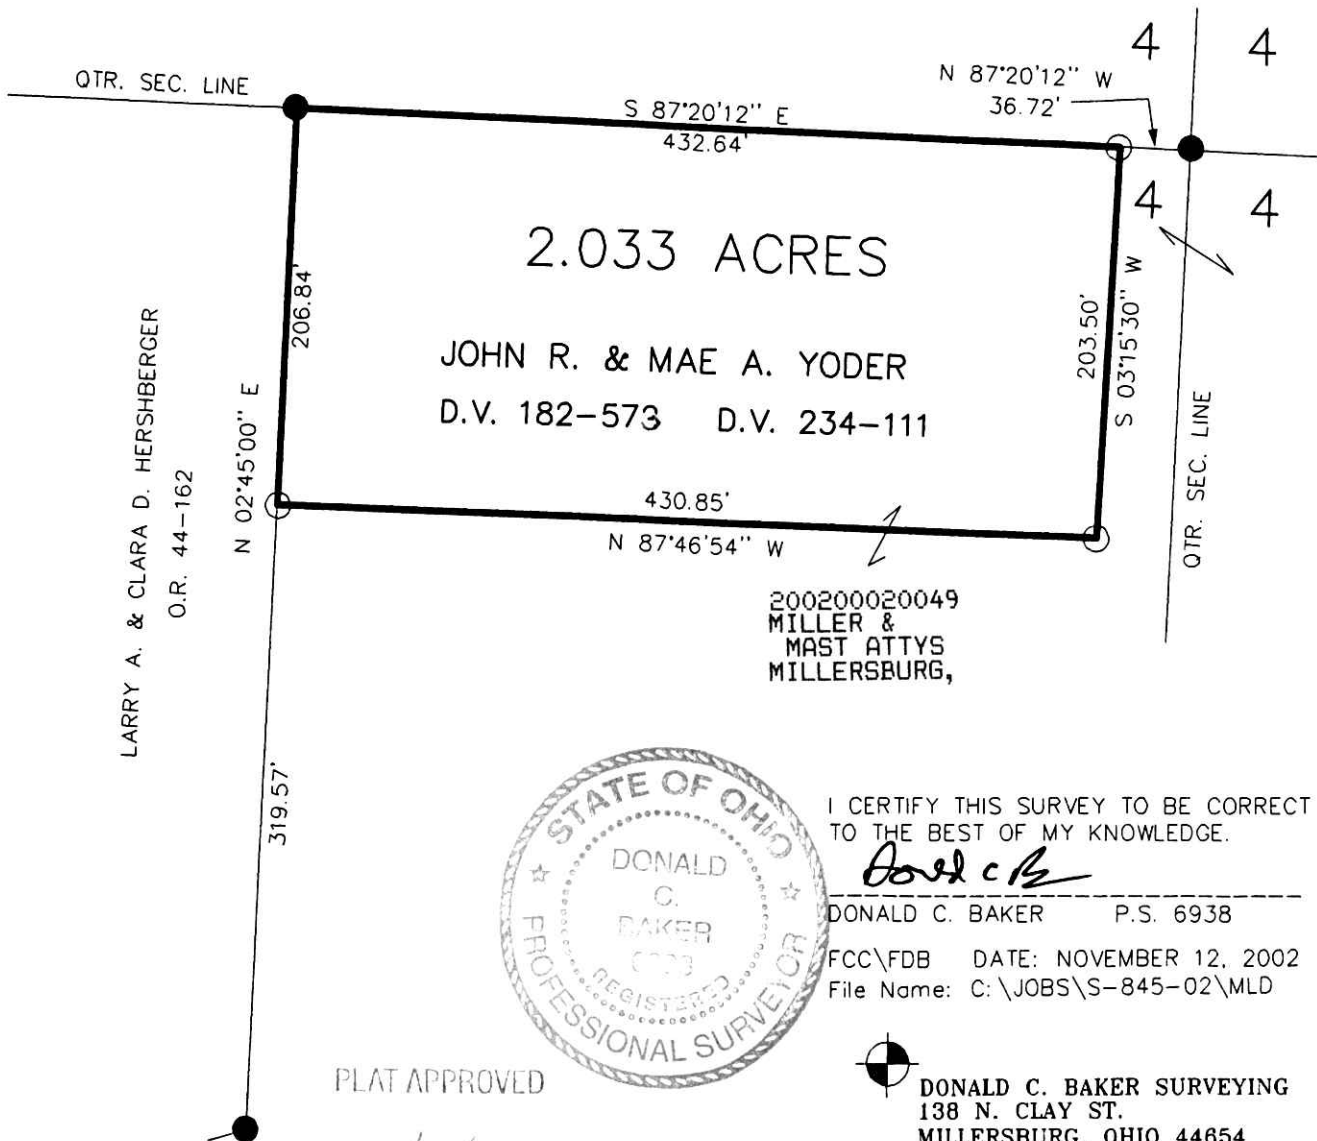 4 4
QTR. SEC. LINE
N 87°20'12" W
36.72'
S 87°20'12" E
432.64'
4 4
2.033 ACRES
206.84'
203.50'
S 03°15'30" W
JOHN R. & MAE A. YODER
D.V. 182-573 D.V. 234-111
LARRY A. & CLARA D. HERSHBERGER
O.R. 44-162
N 02°45'00" E
QTR. SEC. LINE
430.85'
N 87°46'54" W
200200020049
MILLER &
MAST ATTYS
MILLERSBURG,
319.57'
STATE OF OHIO
DONALD
C.
BAKER
REGISTERED
PROFESSIONAL SURVEYOR
I CERTIFY THIS SURVEY TO BE CORRECT
TO THE BEST OF MY KNOWLEDGE.
DONALD C. BAKER P.S. 6938
FCC\FDB DATE: NOVEMBER 12, 2002
File Name: C:\JOBS\S-845-02\MLD
PLAT APPROVED
DONALD C. BAKER SURVEYING
138 N. CLAY ST.
MILLERSBURG, OHIO 44654